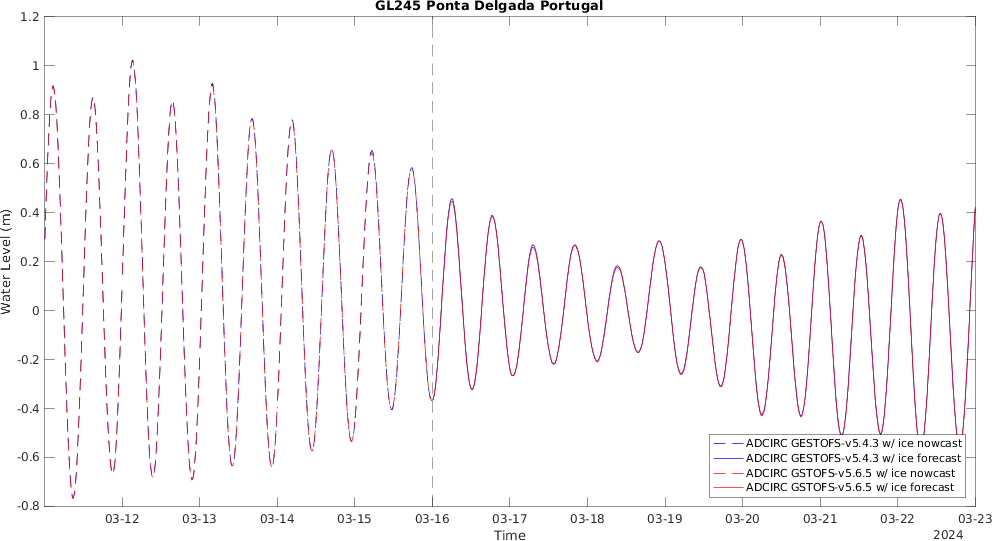 GL245 Ponta Delgada Portugal
1.2
1
0.8
0.6
0.4
0.2
0
-0.2
-0.4
-0.6
-0.8
Water Level (m)
ADCIRC GESTOFS-v5.4.3 w/ ice nowcast
ADCIRC GESTOFS-v5.4.3 w/ ice forecast
ADCIRC GSTOFS-v5.6.5 w/ ice nowcast
ADCIRC GSTOFS-v5.6.5 w/ ice forecast
03-12 03-13 03-14 03-15 03-16 03-17 03-18 03-19 03-20 03-21 03-22 03-23
Time
2024